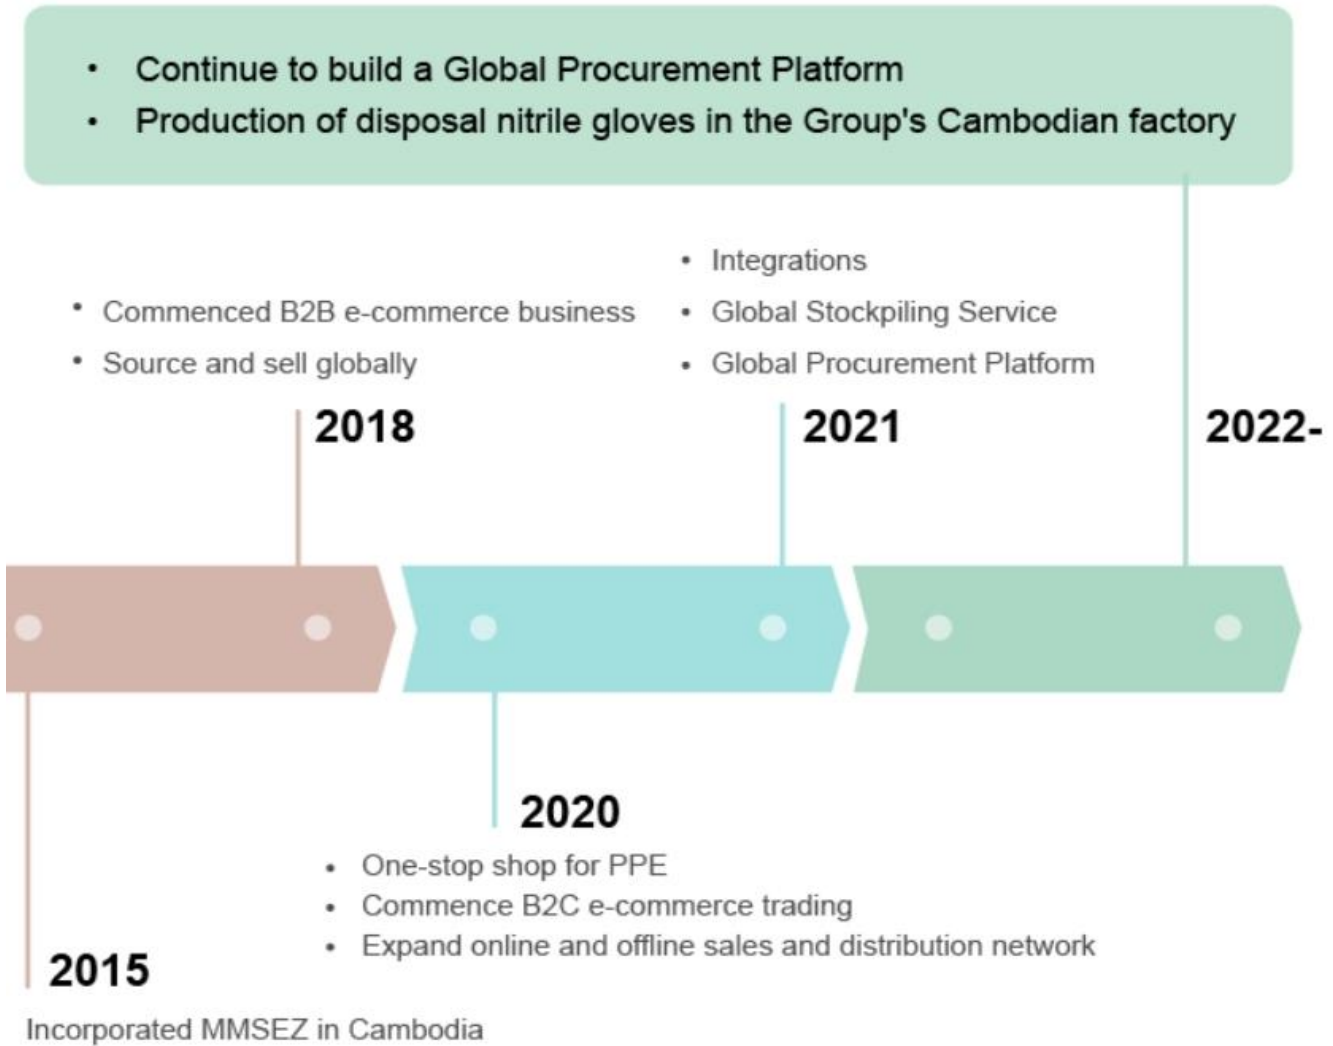 • Continue to build a Global Procurement Platform
• Production of disposal nitrile gloves in the Group's Cambodian factory
• Commenced B2B e-commerce business
• Source and sell globally
2018
• Integrations
• Global Stockpiling Service
• Global Procurement Platform
2021
2022-
2020
• One-stop shop for PPE
• Commence B2C e-commerce trading
• Expand online and offline sales and distribution network
2015
Incorporated MMSEZ in Cambodia